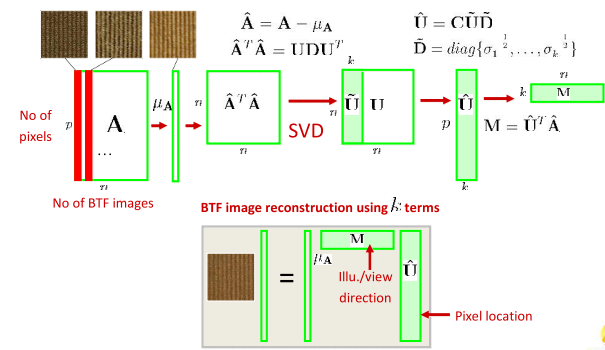 Â = A − μ_A
Â^T Â = UDU^T
Û = CŨD̃
D̃ = diag{σ₁^{1/2}, …, σ_k^{1/2}}
No of pixels
p
A
...
n
No of BTF images
μ_A
n
Â^T Â
n
SVD
k
n
Ũ
U
n
p
Û
k
n
k
M
M = Û^T Â
BTF image reconstruction using k terms
=
μ_A
M
Û
Illu./view
direction
Pixel location